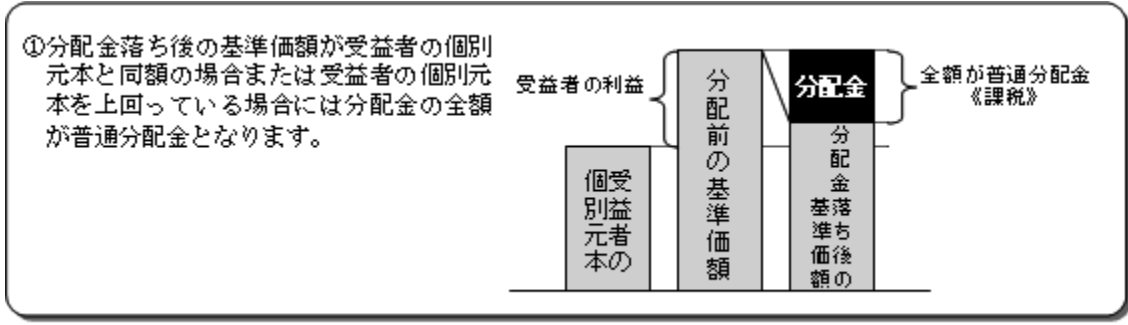 ①分配金落ち後の基準価額が受益者の個別
元本と同額の場合または受益者の個別元
本を上回っている場合には分配金の全額
が普通分配金となります。
受益者の利益
受益者の
個別元本
分配前の基準価額
分配金
分配金落ち後の
基準価額
全額が普通分配金
《課税》